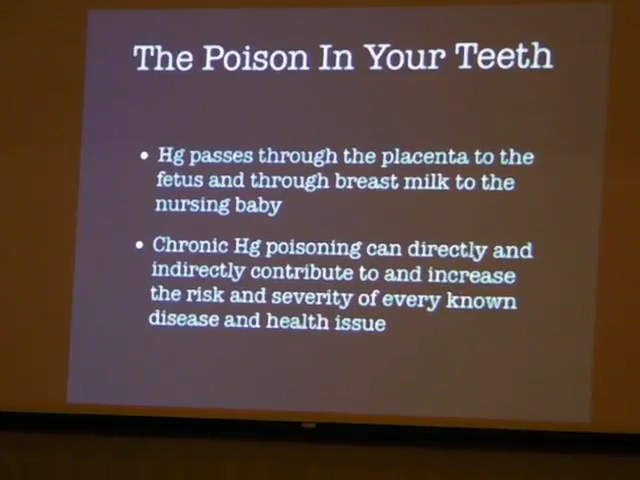 The Poison In Your Teeth
• Hg passes through the placenta to the
fetus and through breast milk to the
nursing baby
• Chronic Hg poisoning can directly and
indirectly contribute to and increase
the risk and severity of every known
disease and health issue